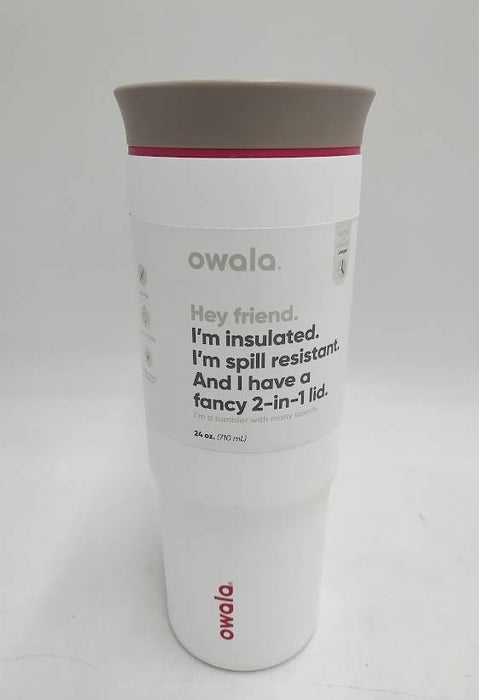 owala.
Hey friend.
I'm insulated.
I'm spill resistant.
And I have a
fancy 2-in-1 lid.
I'm a tumbler with many talents.
24 oz. (710 mL)
owala